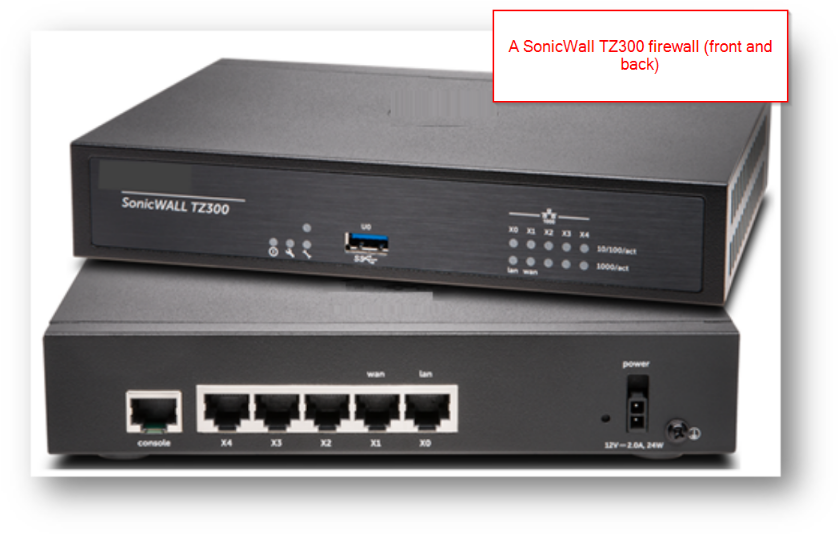 A SonicWall TZ300 firewall (front and
back)
SonicWALL TZ300
U0
SS
X0 X1 X2 X3 X4
10/100/act
1000/act
lan wan
wan lan
power
console
X4 X3 X2 X1 X0
12V⎓2.0A, 24W